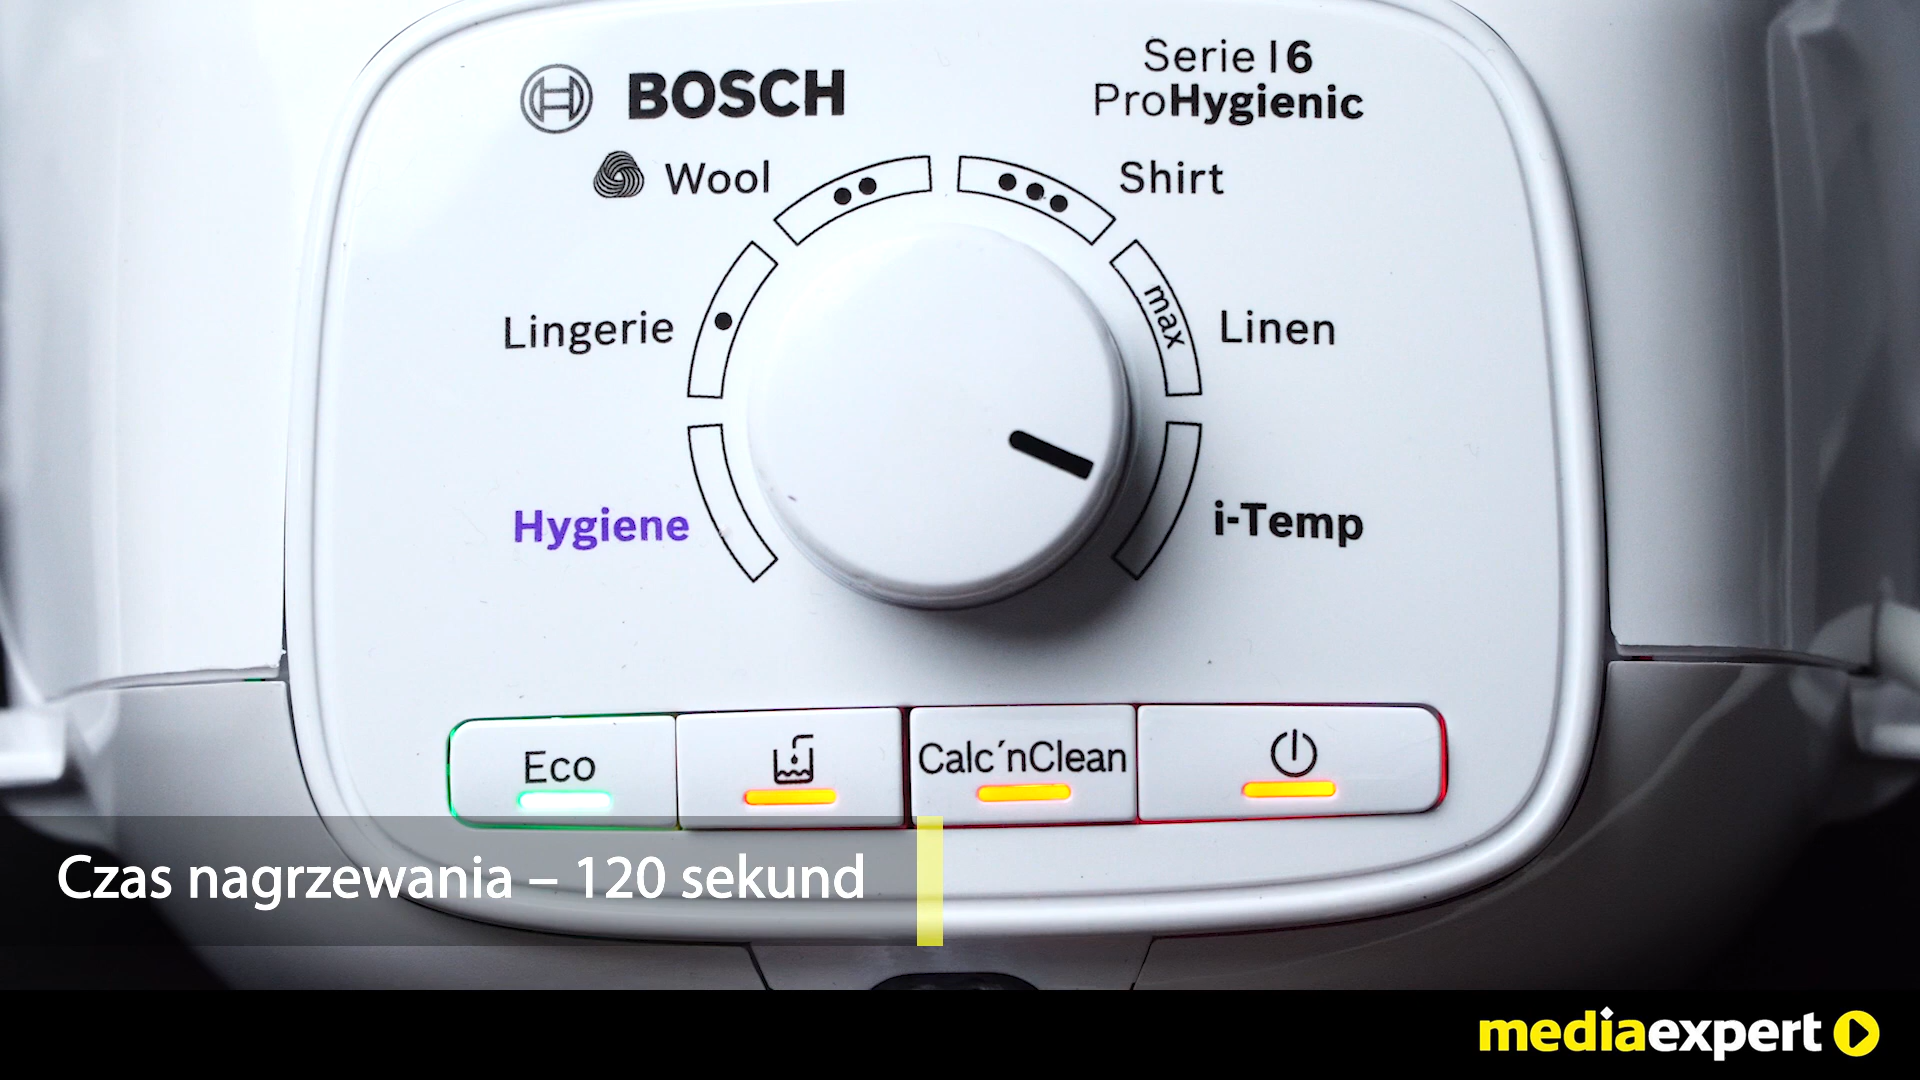 BOSCH
Serie | 6
ProHygienic
Wool
Shirt
Lingerie
max
Linen
Hygiene
i-Temp
Eco
Calc´nClean
Czas nagrzewania – 120 sekund
mediaexpert